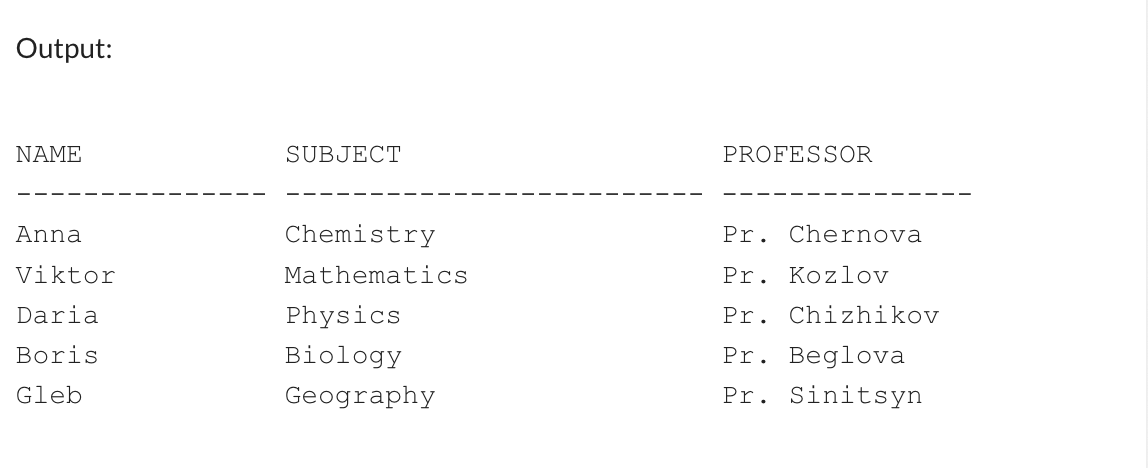 Output:
NAME            SUBJECT                   PROFESSOR
--------------- ------------------------- ---------------
Anna            Chemistry                 Pr. Chernova
Viktor          Mathematics               Pr. Kozlov
Daria           Physics                   Pr. Chizhikov
Boris           Biology                   Pr. Beglova
Gleb            Geography                 Pr. Sinitsyn